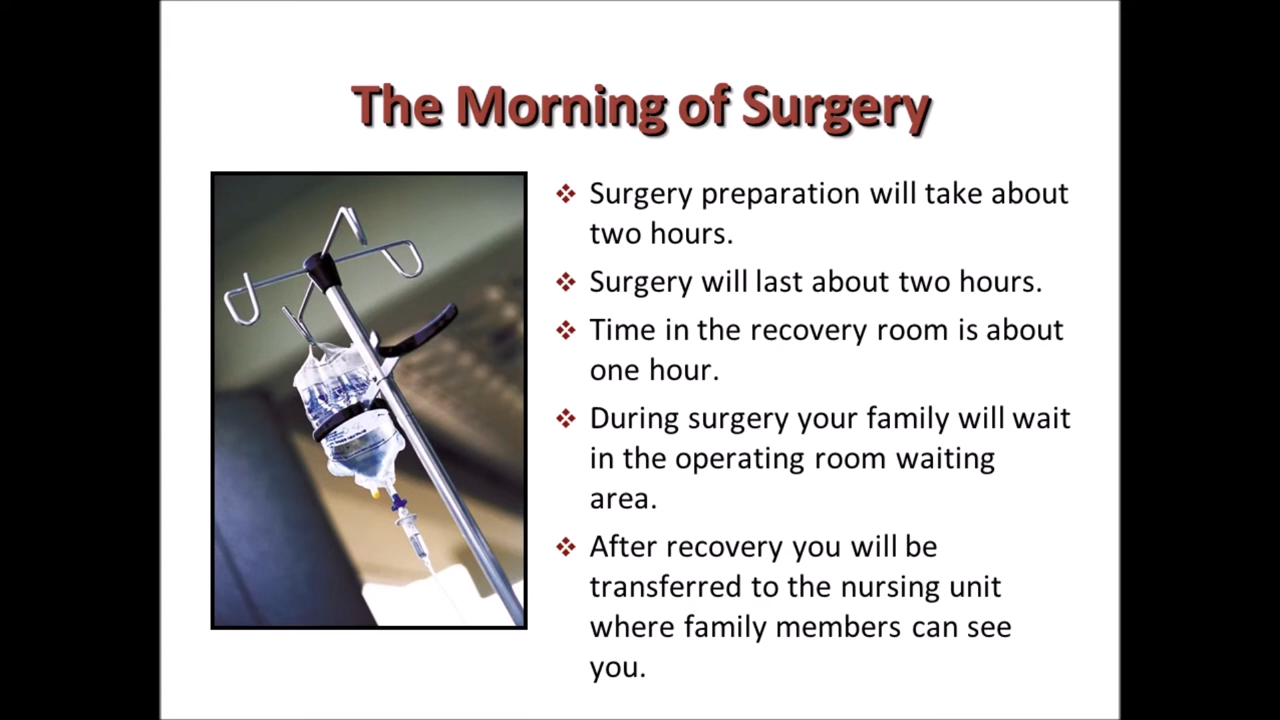 The Morning of Surgery
Surgery preparation will take about
two hours.
Surgery will last about two hours.
Time in the recovery room is about
one hour.
During surgery your family will wait
in the operating room waiting
area.
After recovery you will be
transferred to the nursing unit
where family members can see
you.